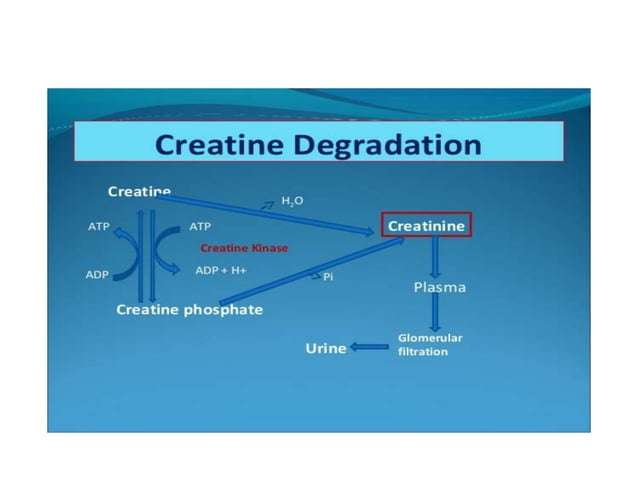 Creatine Degradation
Creatine
H2O
ATP
ATP
Creatinine
Creatine Kinase
ADP
ADP + H+
Pi
Plasma
Creatine phosphate
Urine
Glomerular
filtration